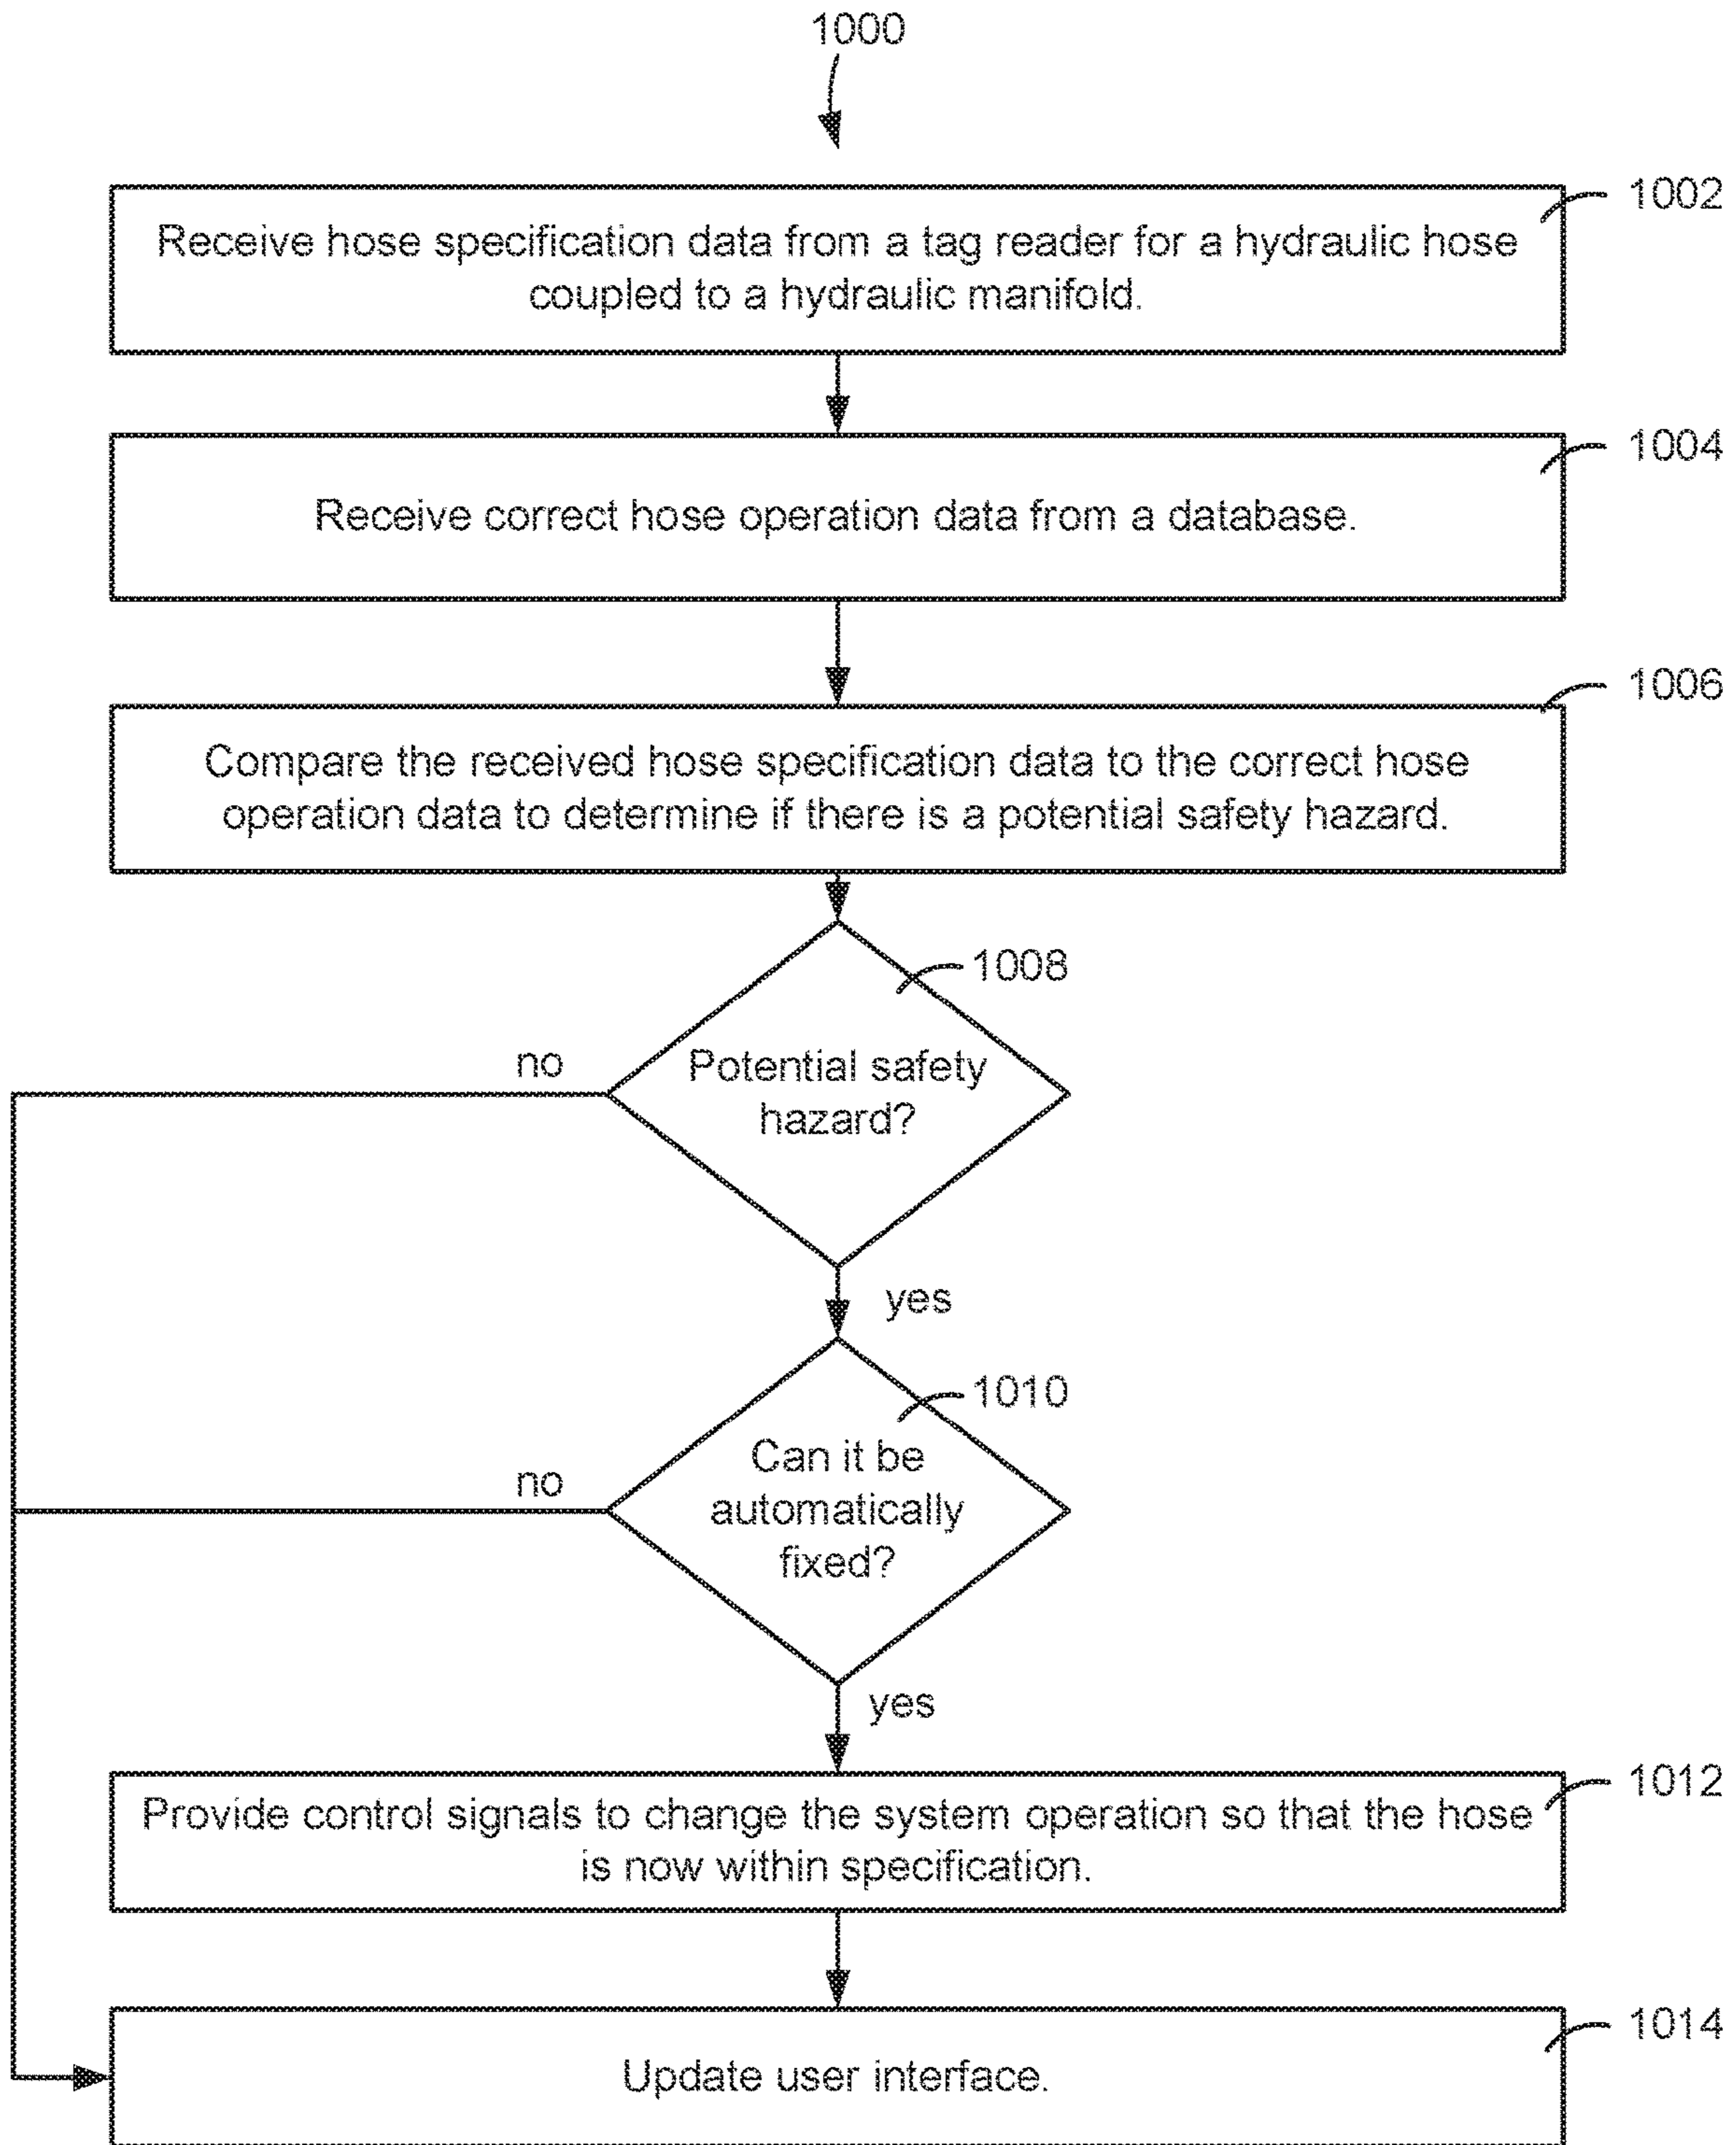 1000
1002
Receive hose specification data from a tag reader for a hydraulic hose
coupled to a hydraulic manifold.
1004
Receive correct hose operation data from a database.
1006
Compare the received hose specification data to the correct hose
operation data to determine if there is a potential safety hazard.
1008
no
Potential safety
hazard?
yes
1010
no
Can it be
automatically
fixed?
yes
1012
Provide control signals to change the system operation so that the hose
is now within specification.
1014
Update user interface.